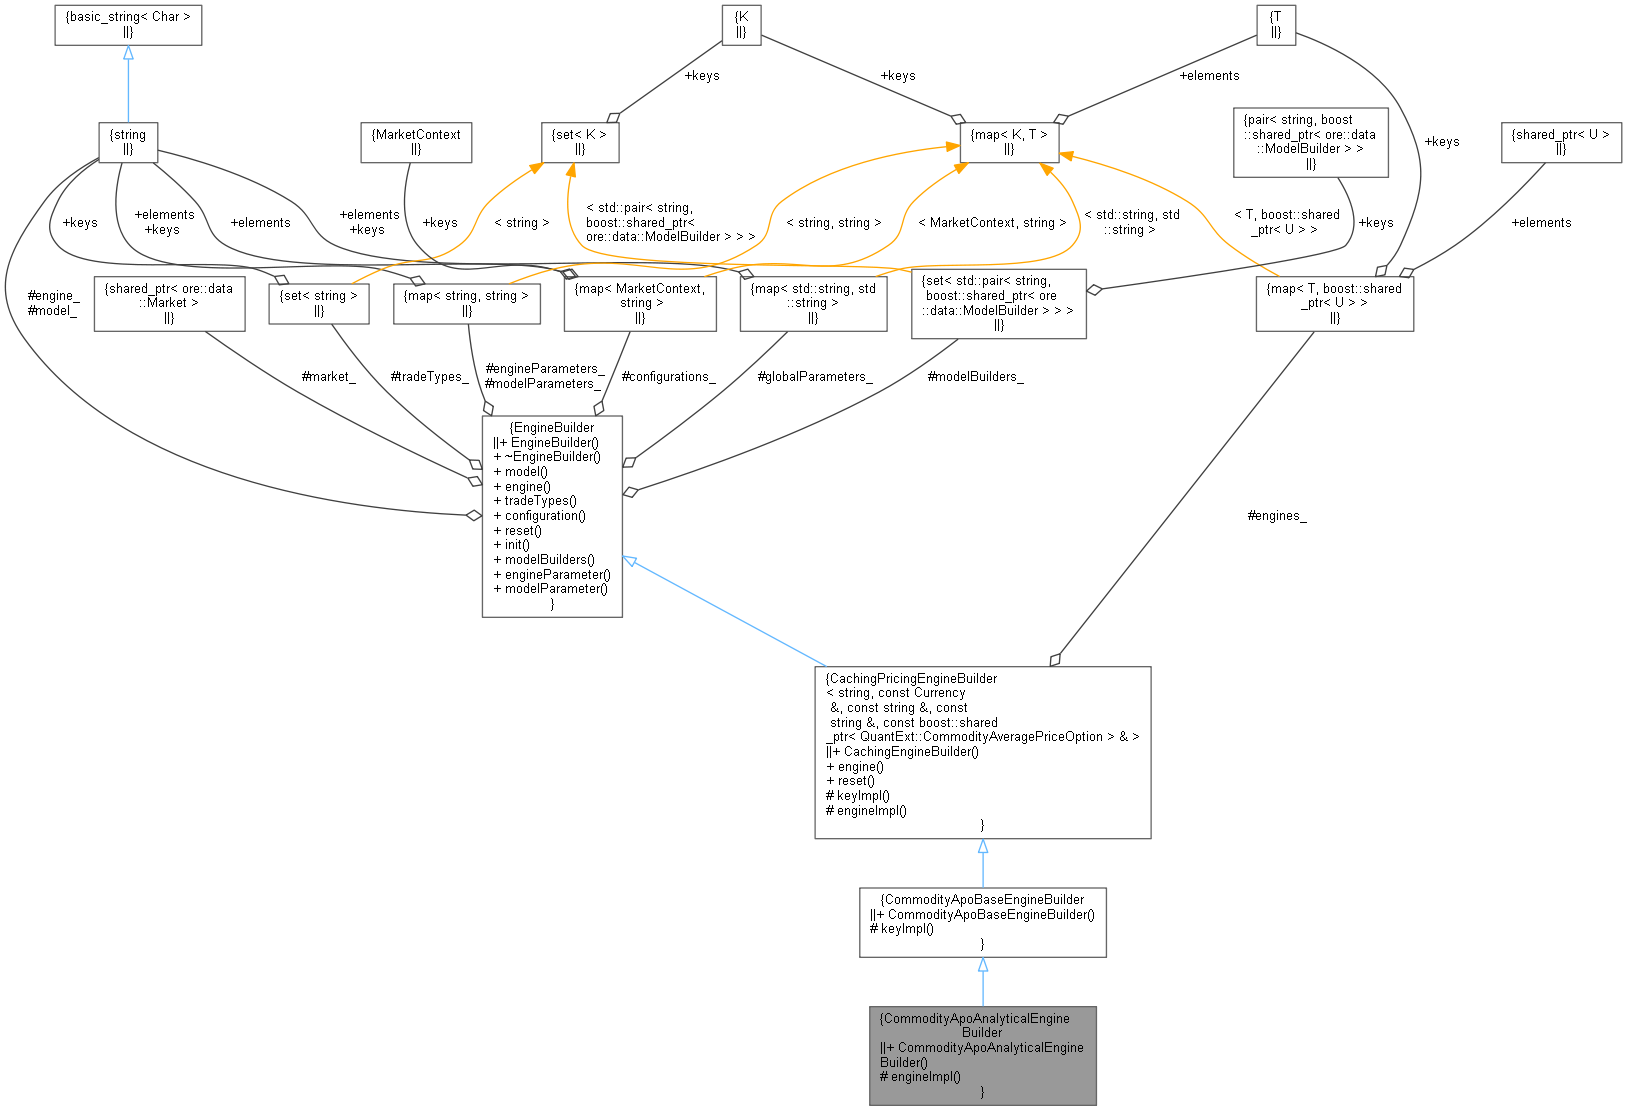 {basic_string< Char >
||}
{K
||}
{T
||}
+keys
+keys
+elements
{string
||}
{MarketContext
||}
{set< K >
||}
{map< K, T >
||}
{pair< string, boost
::shared_ptr< ore::data
::ModelBuilder > >
||}
+keys
{shared_ptr< U >
||}
+keys
+elements
+keys
+elements
+elements
+keys
+keys
< string >
< std::pair< string,
boost::shared_ptr<
ore::data::ModelBuilder > > >
< string, string >
< MarketContext, string >
< std::string, std
::string >
< T, boost::shared
_ptr< U > >
+keys
+elements
#engine_
#model_
{shared_ptr< ore::data
::Market >
||}
{set< string >
||}
{map< string, string >
||}
{map< MarketContext,
string >
||}
{map< std::string, std
::string >
||}
{set< std::pair< string,
boost::shared_ptr< ore
::data::ModelBuilder > > >
||}
{map< T, boost::shared
_ptr< U > >
||}
#market_
#tradeTypes_
#engineParameters_
#modelParameters_
#configurations_
#globalParameters_
#modelBuilders_
{EngineBuilder
||+ EngineBuilder()
+ ~EngineBuilder()
+ model()
+ engine()
+ tradeTypes()
+ configuration()
+ reset()
+ init()
+ modelBuilders()
+ engineParameter()
+ modelParameter()
}
#engines_
{CachingPricingEngineBuilder
< string, const Currency
&, const string &, const
string &, const boost::shared
_ptr< QuantExt::CommodityAveragePriceOption > & >
||+ CachingEngineBuilder()
+ engine()
+ reset()
# keyImpl()
# engineImpl()
}
{CommodityApoBaseEngineBuilder
||+ CommodityApoBaseEngineBuilder()
# keyImpl()
}
{CommodityApoAnalyticalEngine
Builder
||+ CommodityApoAnalyticalEngine
Builder()
# engineImpl()
}